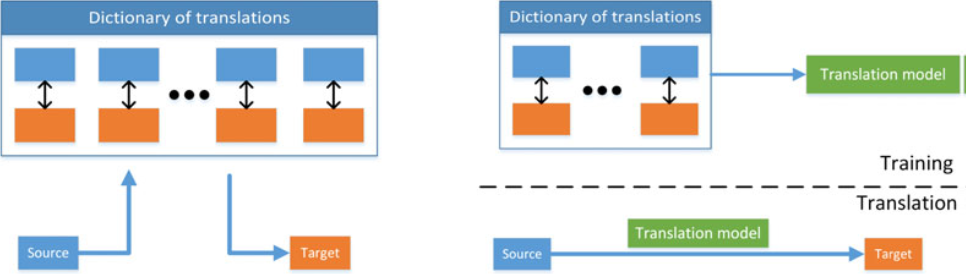 Dictionary of translations
Source
Target
Dictionary of translations
Translation model
Training
Translation
Translation model
Source
Target